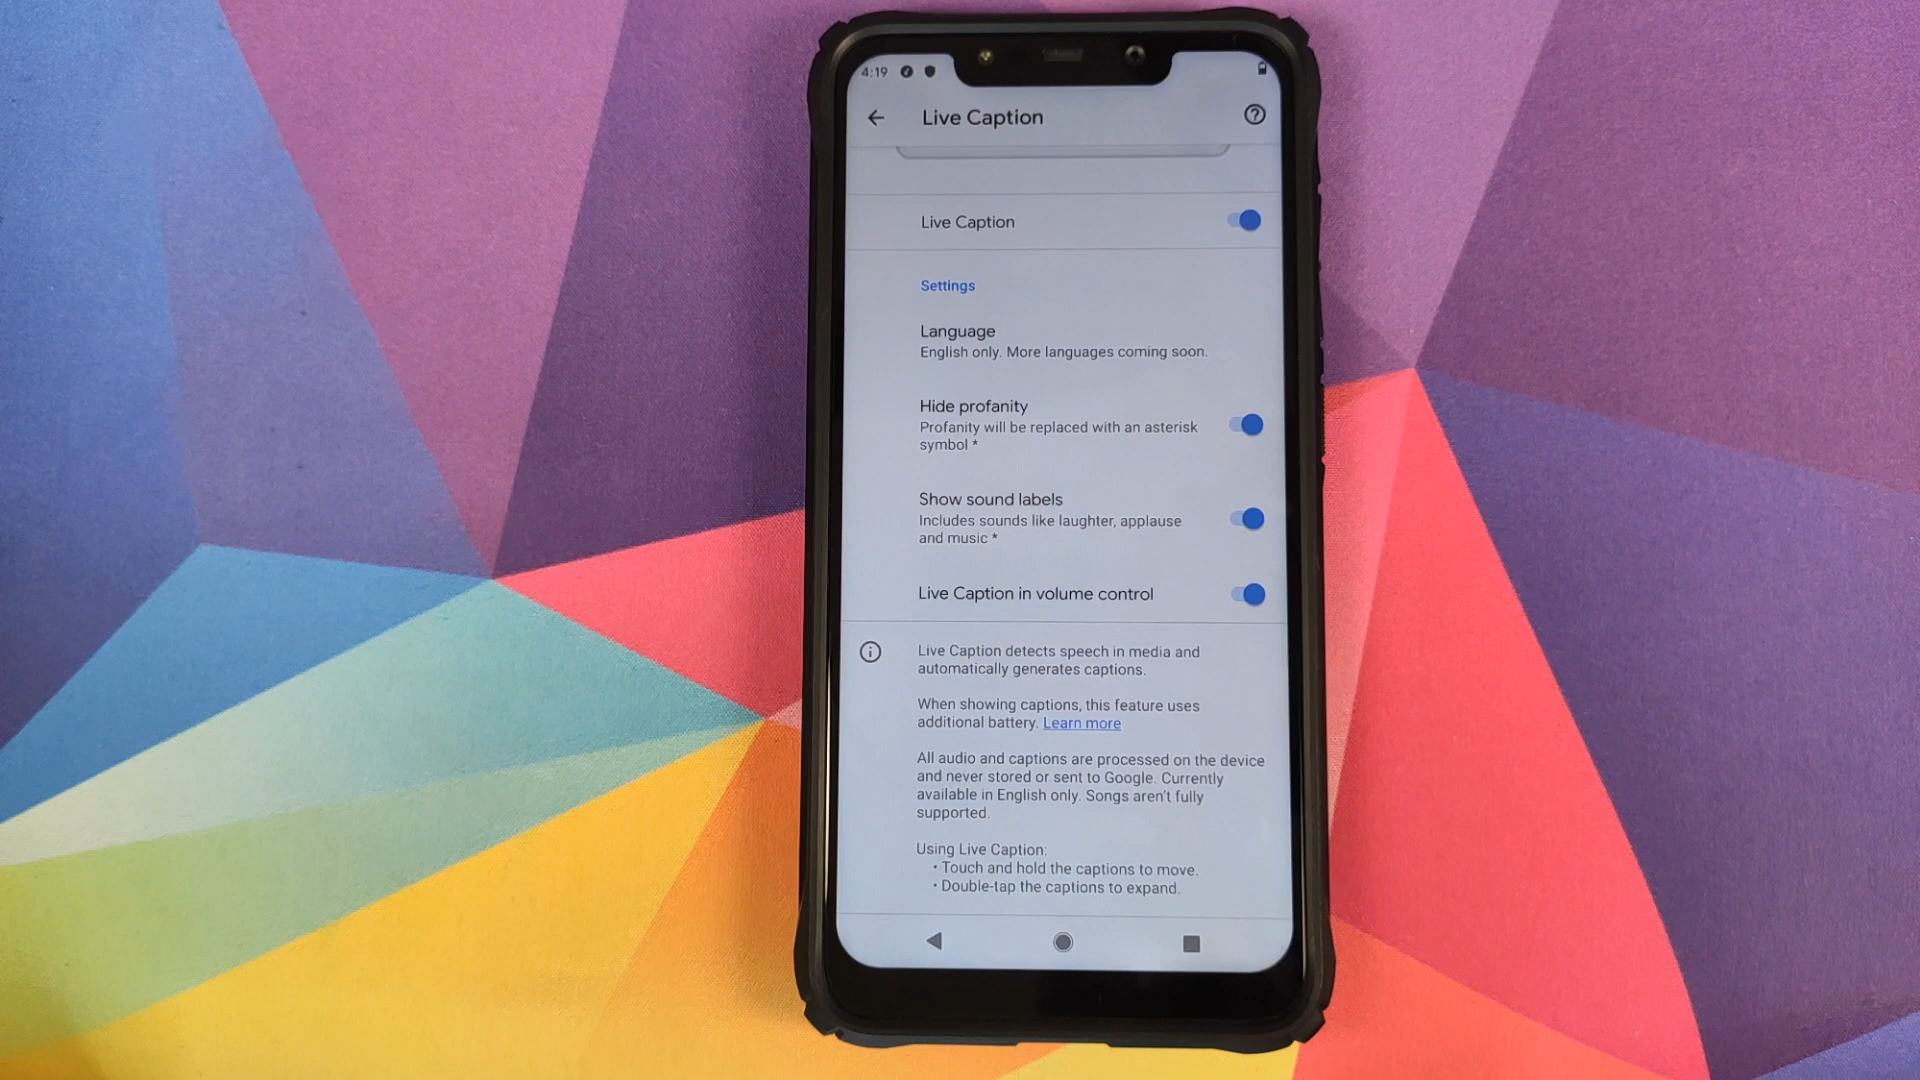 4:19
Live Caption
Live Caption
Settings
Language
English only. More languages coming soon.
Hide profanity
Profanity will be replaced with an asterisk
symbol *
Show sound labels
Includes sounds like laughter, applause
and music *
Live Caption in volume control
Live Caption detects speech in media and
automatically generates captions.
When showing captions, this feature uses
additional battery. Learn more
All audio and captions are processed on the device
and never stored or sent to Google. Currently
available in English only. Songs aren't fully
supported.
Using Live Caption:
• Touch and hold the captions to move.
• Double-tap the captions to expand.